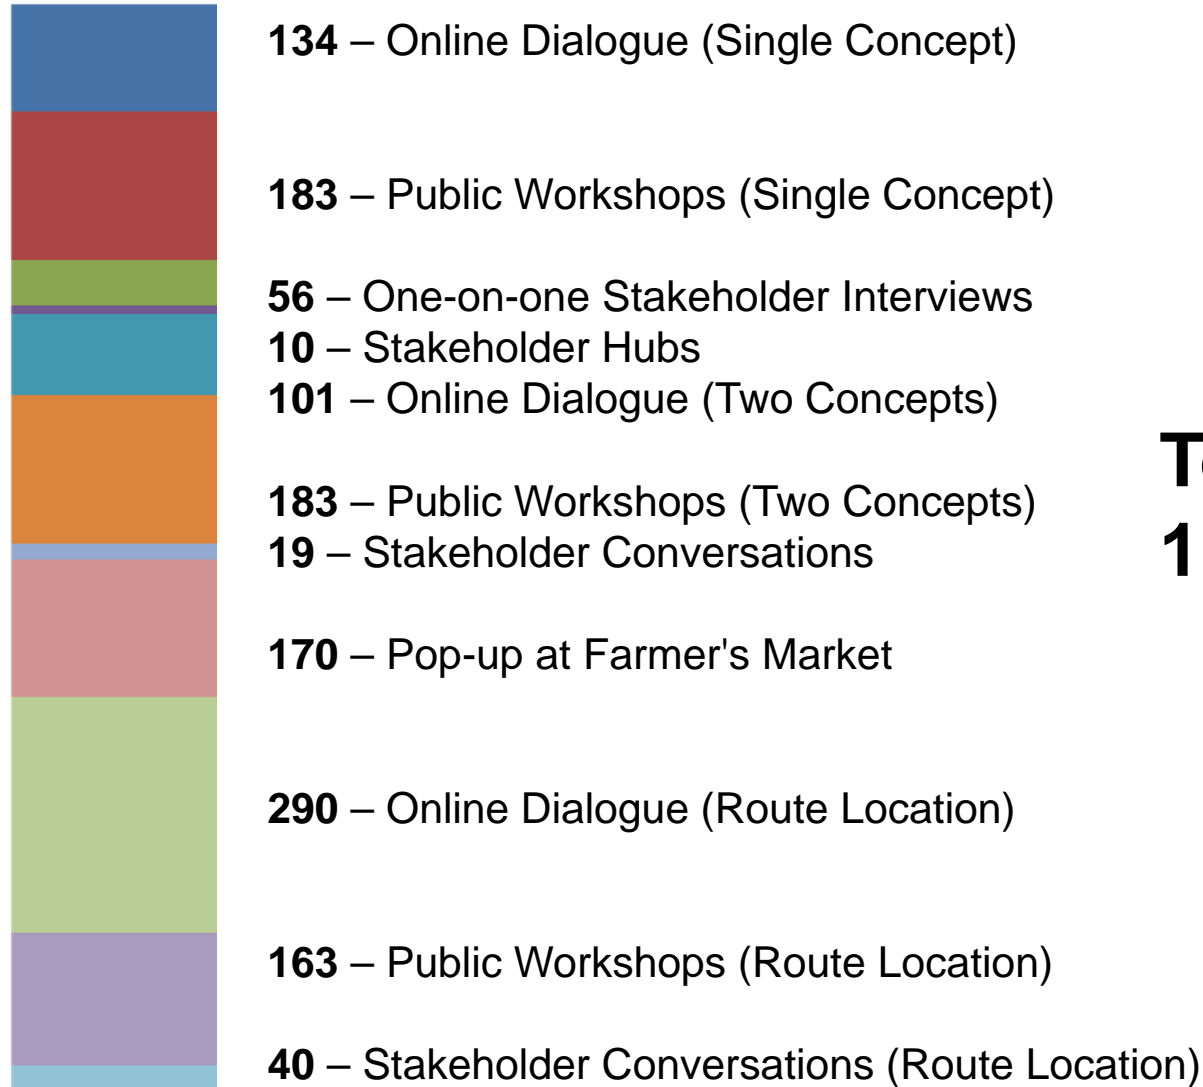 134 – Online Dialogue (Single Concept)
183 – Public Workshops (Single Concept)
56 – One-on-one Stakeholder Interviews
10 – Stakeholder Hubs
101 – Online Dialogue (Two Concepts)
183 – Public Workshops (Two Concepts)
19 – Stakeholder Conversations
170 – Pop-up at Farmer's Market
290 – Online Dialogue (Route Location)
163 – Public Workshops (Route Location)
40 – Stakeholder Conversations (Route Location)